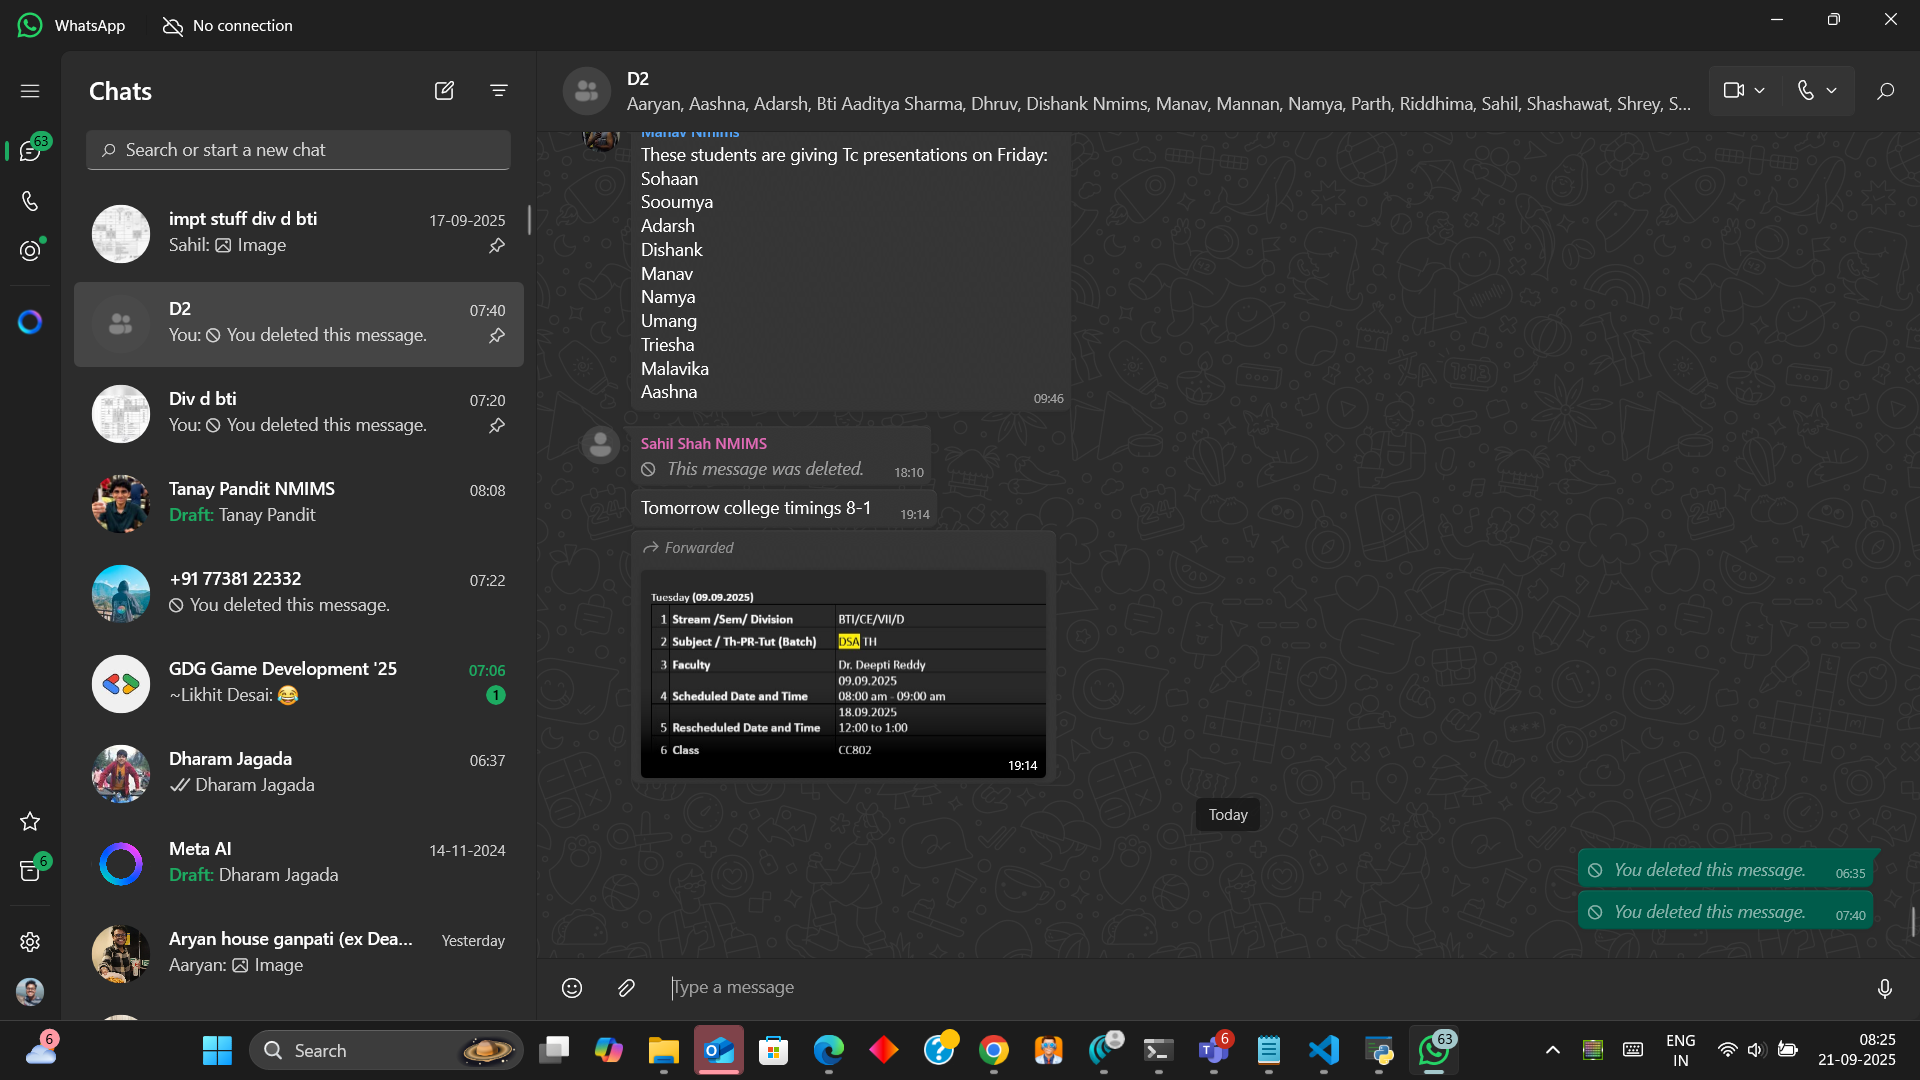 WhatsApp
No connection
Chats
63
Search or start a new chat
impt stuff div d bti
17-09-2025
Sahil: Image
D2
07:40
You: You deleted this message.
Div d bti
07:20
You: You deleted this message.
Tanay Pandit NMIMS
08:08
Draft: Tanay Pandit
+91 77381 22332
07:22
You deleted this message.
GDG Game Development '25
07:06
~Likhit Desai: 😂
1
Dharam Jagada
06:37
Dharam Jagada
Meta AI
14-11-2024
Draft: Dharam Jagada
6
Aryan house ganpati (ex Dea...
Yesterday
Aaryan: Image
D2
Aaryan, Aashna, Adarsh, Bti Aaditya Sharma, Dhruv, Dishank Nmims, Manav, Mannan, Namya, Parth, Riddhima, Sahil, Shashawat, Shrey, S...
Manav Nmims
These students are giving Tc presentations on Friday:
Sohaan
Sooumya
Adarsh
Dishank
Manav
Namya
Umang
Triesha
Malavika
Aashna
09:46
Sahil Shah NMIMS
This message was deleted.
18:10
Tomorrow college timings 8-1
19:14
Forwarded
Tuesday (09.09.2025)
1 Stream /Sem/ Division BTI/CE/VII/D
2 Subject / Th-PR-Tut (Batch) DSA TH
3 Faculty Dr. Deepti Reddy
09.09.2025
4 Scheduled Date and Time 08:00 am - 09:00 am
18.09.2025
5 Rescheduled Date and Time 12:00 to 1:00
6 Class CC802
19:14
Today
You deleted this message. 06:35
You deleted this message. 07:40
Type a message
6
Search
6
63
ENG
IN
08:25
21-09-2025